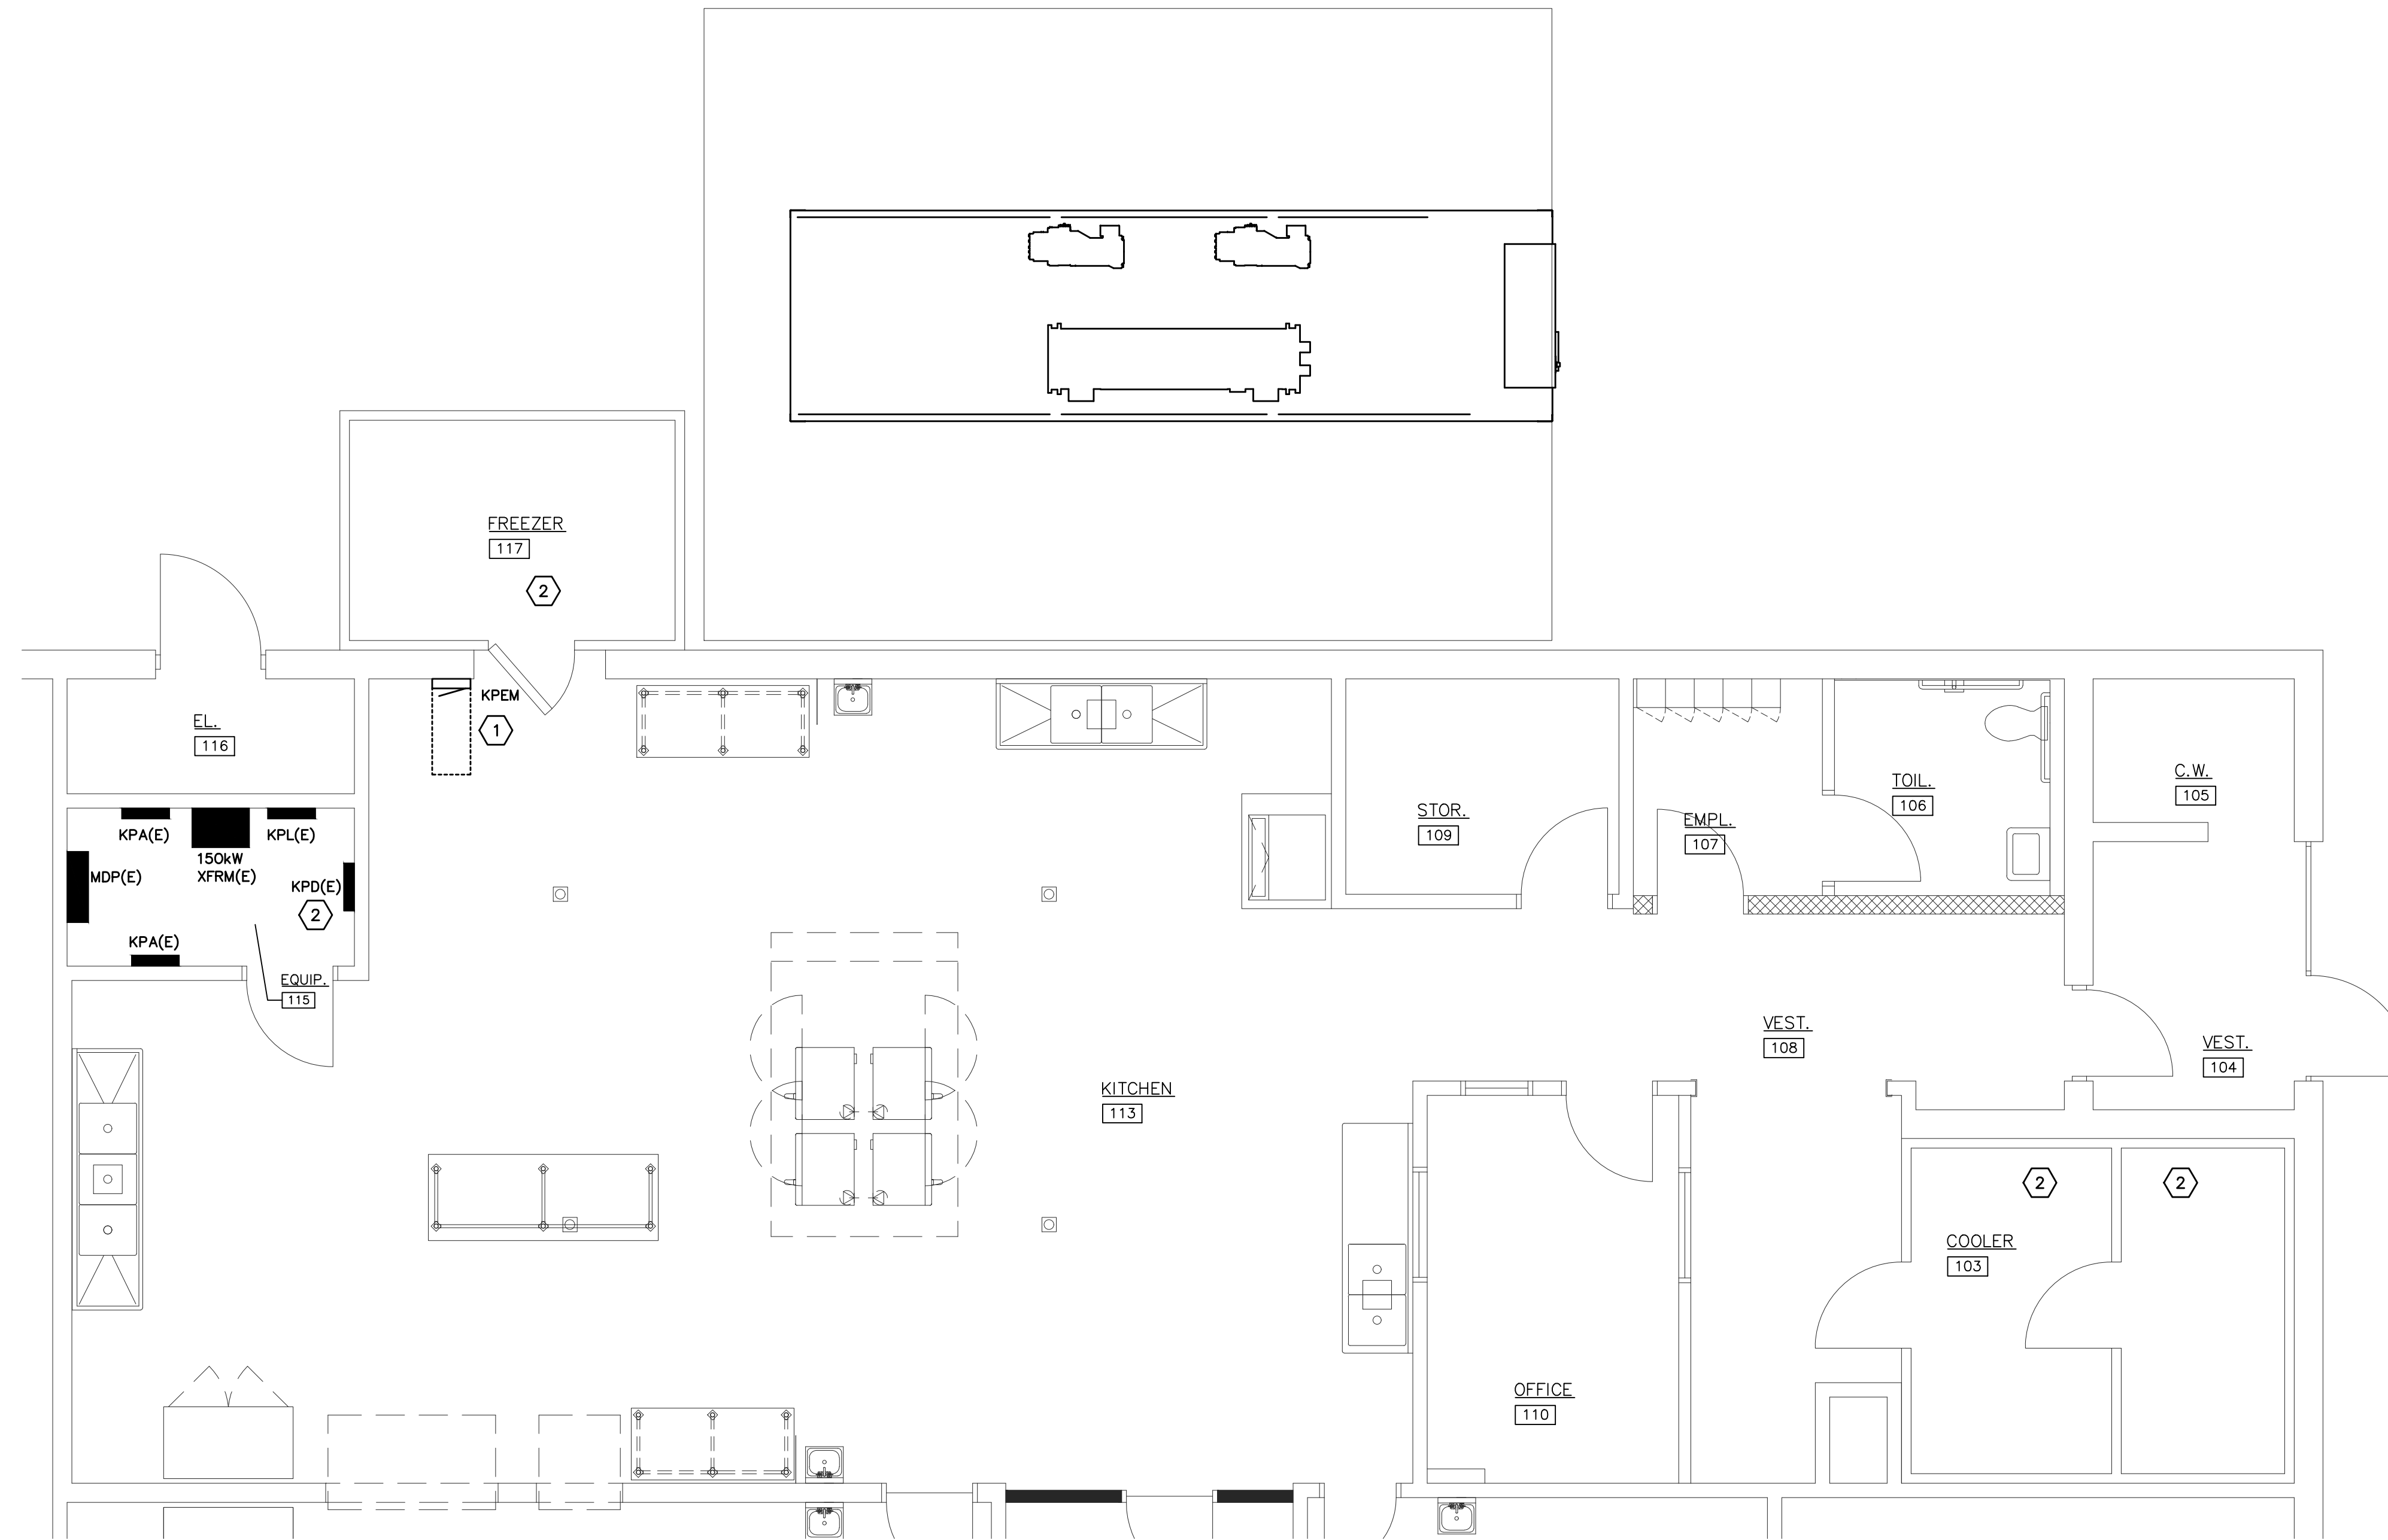 FREEZER
117
2
KPEM
1
EL.
116
KPA(E)
KPL(E)
150kW
XFRM(E)
MDP(E)
KPD(E)
2
KPA(E)
EQUIP.
115
STOR.
109
EMPL.
107
TOIL.
106
C.W.
105
VEST.
108
VEST.
104
KITCHEN
113
2
2
COOLER
103
OFFICE
110